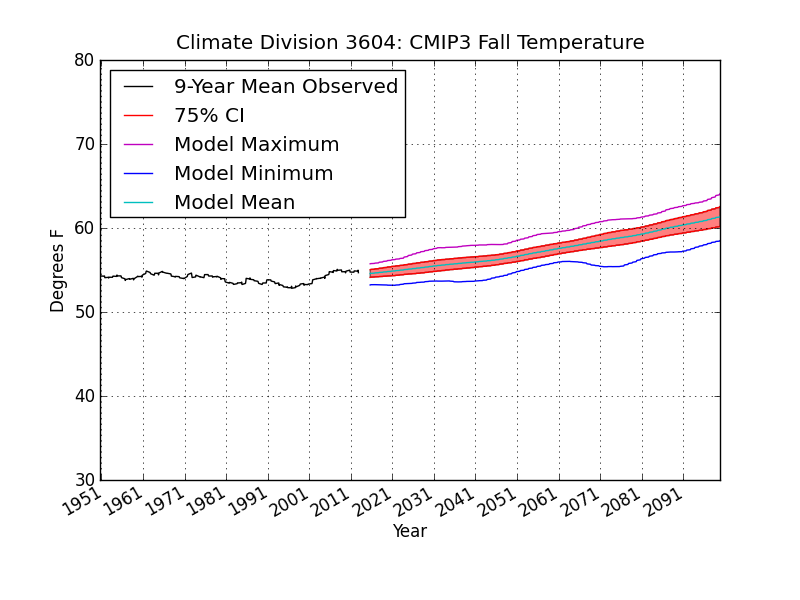 Climate Division 3604: CMIP3 Fall Temperature
9-Year Mean Observed
75% CI
Model Maximum
Model Minimum
Model Mean
Degrees F
80
70
60
50
40
30
1951 1961 1971 1981 1991 2001 2011 2021 2031 2041 2051 2061 2071 2081 2091
Year